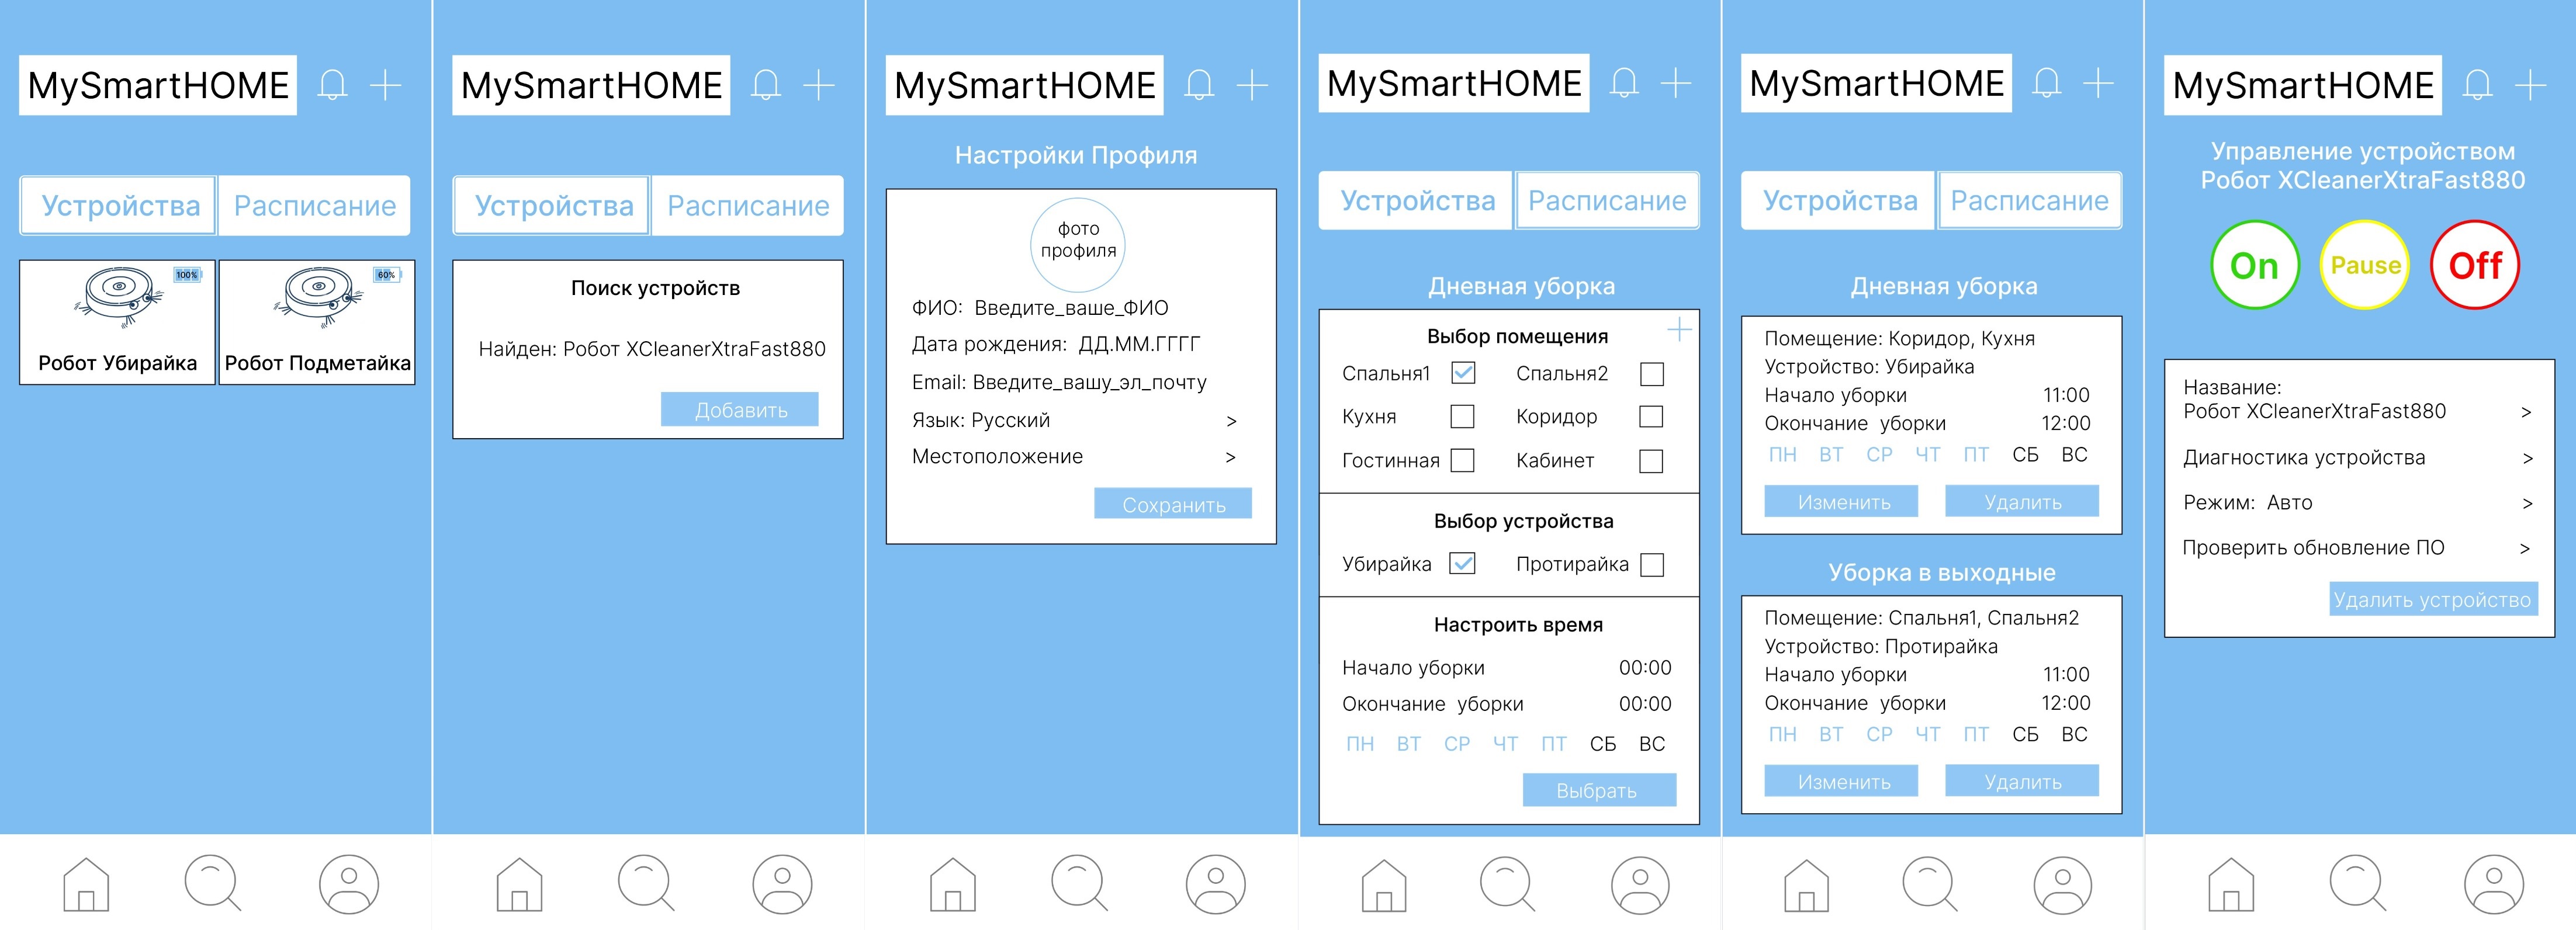 MySmartHOME
Устройства Расписание
100% 60%
Робот Убирайка Робот Подметайка
MySmartHOME
Устройства Расписание
Поиск устройств
Найден: Робот XCleanerXtraFast880
Добавить
MySmartHOME
Настройки Профиля
фото
профиля
ФИО: Введите_ваше_ФИО
Дата рождения: ДД.ММ.ГГГГ
Email: Введите_вашу_эл_почту
Язык: Русский >
Местоположение >
Сохранить
MySmartHOME
Устройства Расписание
Дневная уборка
Выбор помещения
Спальня1 Спальня2
Кухня Коридор
Гостинная Кабинет
Выбор устройства
Убирайка Протирайка
Настроить время
Начало уборки 00:00
Окончание уборки 00:00
ПН ВТ СР ЧТ ПТ СБ ВС
Выбрать
MySmartHOME
Устройства Расписание
Дневная уборка
Помещение: Коридор, Кухня
Устройство: Убирайка
Начало уборки 11:00
Окончание уборки 12:00
ПН ВТ СР ЧТ ПТ СБ ВС
Изменить Удалить
Уборка в выходные
Помещение: Спальня1, Спальня2
Устройство: Протирайка
Начало уборки 11:00
Окончание уборки 12:00
ПН ВТ СР ЧТ ПТ СБ ВС
Изменить Удалить
MySmartHOME
Управление устройством
Робот XCleanerXtraFast880
On Pause Off
Название:
Робот XCleanerXtraFast880 >
Диагностика устройства >
Режим: Авто >
Проверить обновление ПО >
Удалить устройство